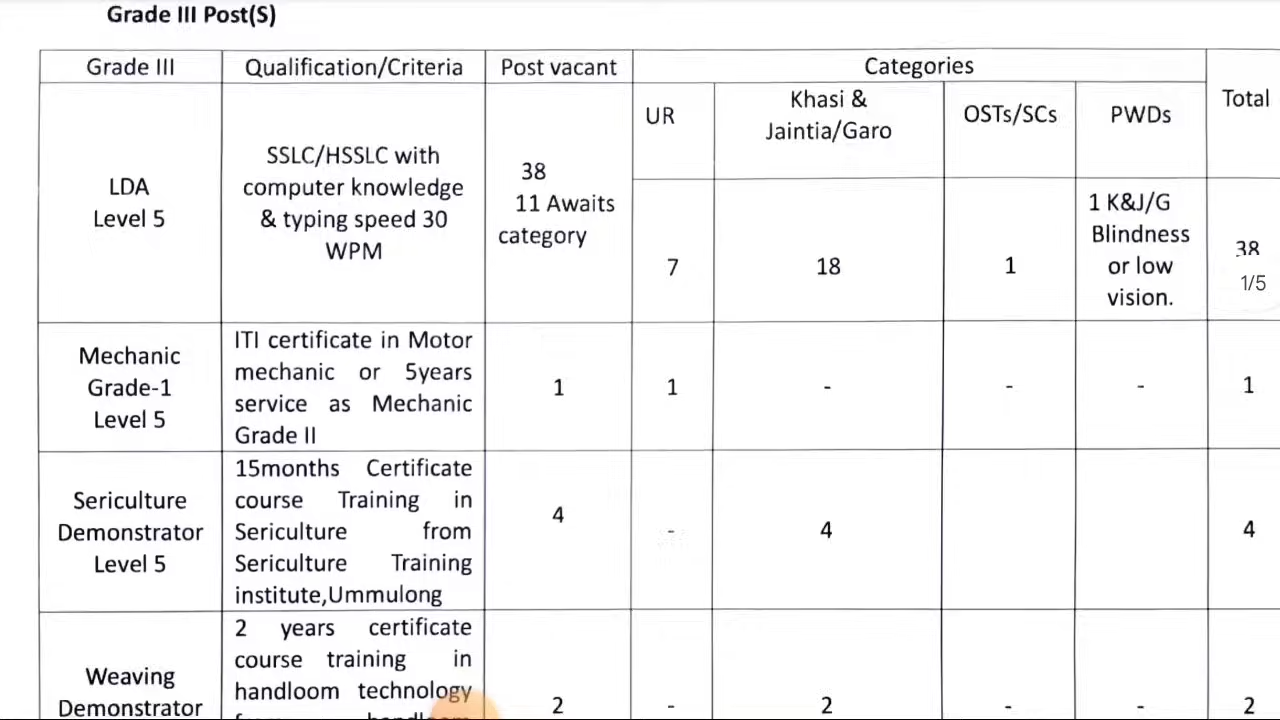 Grade III Post(S)
Grade III
Qualification/Criteria
Post vacant
Categories
Total
UR
Khasi &
Jaintia/Garo
OSTs/SCs
PWDs
LDA
Level 5
SSLC/HSSLC with
computer knowledge
& typing speed 30
WPM
38
11 Awaits
category
7
18
1
1 K&J/G
Blindness
or low
vision.
38
1/5
Mechanic
Grade-1
Level 5
ITI certificate in Motor
mechanic or 5years
service as Mechanic
Grade II
1
1
-
-
-
1
Sericulture
Demonstrator
Level 5
15months Certificate
course Training in
Sericulture from
Sericulture Training
institute,Ummulong
4
-
4
4
Weaving
Demonstrator
2 years certificate
course training in
handloom technology
2
-
2
-
-
2